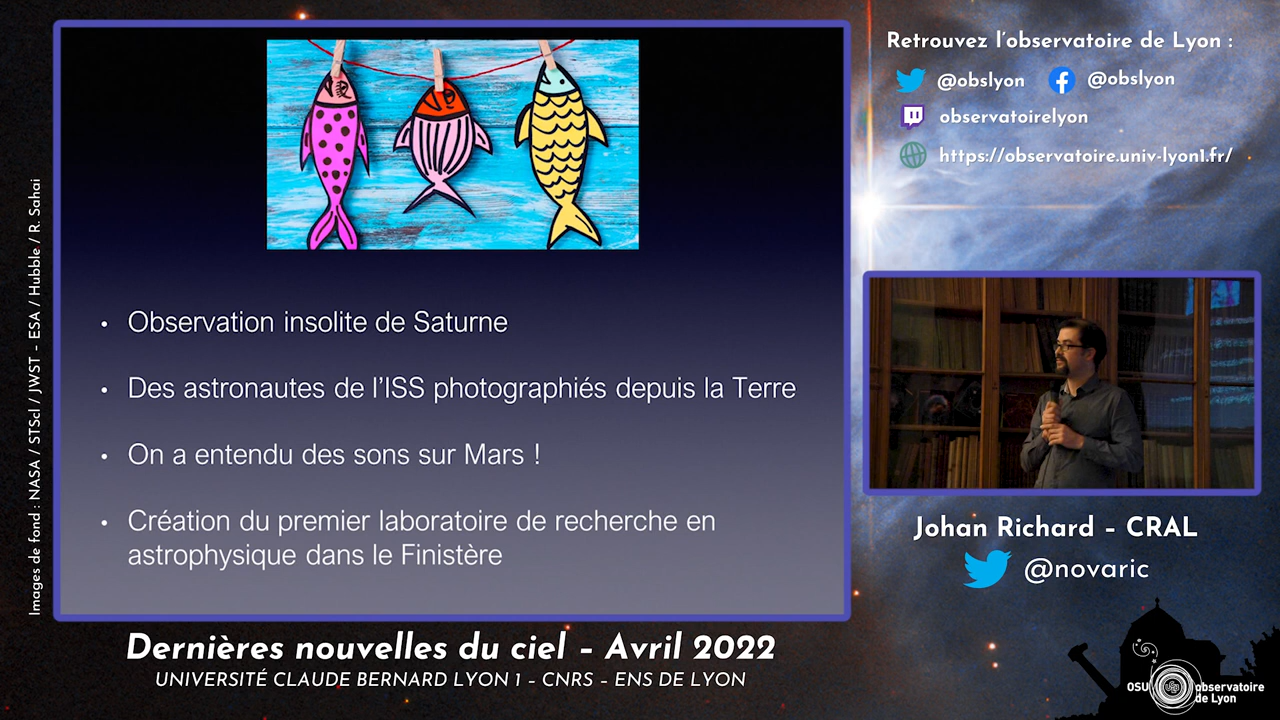 Images de fond : NASA / STScI / JWST - ESA / Hubble / R. Sahai
• Observation insolite de Saturne
• Des astronautes de l'ISS photographiés depuis la Terre
• On a entendu des sons sur Mars !
• Création du premier laboratoire de recherche en
astrophysique dans le Finistère
Dernières nouvelles du ciel – Avril 2022
UNIVERSITÉ CLAUDE BERNARD LYON 1 - CNRS - ENS DE LYON
Retrouvez l'observatoire de Lyon :
@obslyon @obslyon
observatoirelyon
https://observatoire.univ-lyon1.fr/
Johan Richard – CRAL
@novaric
OSUL observatoire
de Lyon